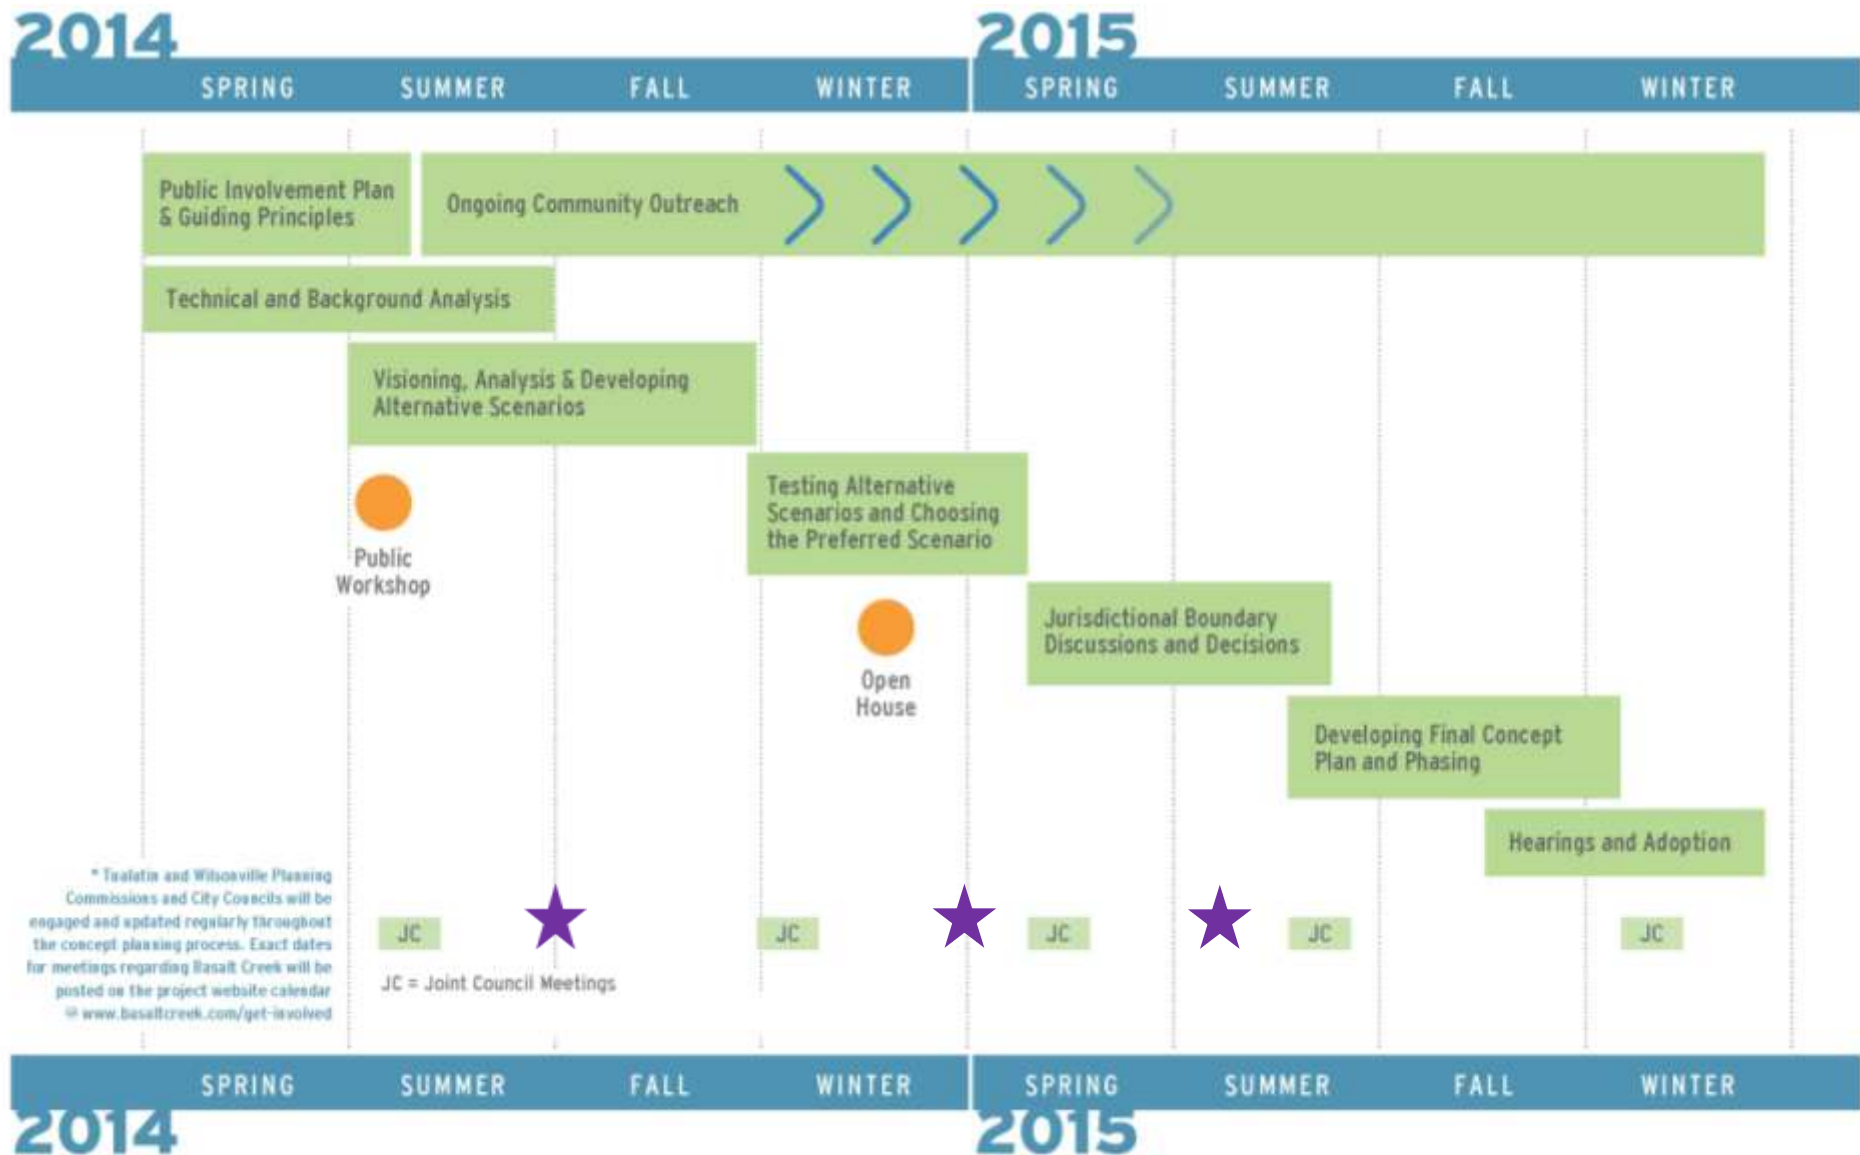 2014
2015
SPRING SUMMER FALL WINTER SPRING SUMMER FALL WINTER
Public Involvement Plan
& Guiding Principles
Ongoing Community Outreach
Technical and Background Analysis
Visioning, Analysis & Developing
Alternative Scenarios
Testing Alternative
Scenarios and Choosing
the Preferred Scenario
Public
Workshop
Jurisdictional Boundary
Discussions and Decisions
Open
House
Developing Final Concept
Plan and Phasing
Hearings and Adoption
* Tualatin and Wilsonville Planning
Commissions and City Councils will be
engaged and updated regularly throughout
the concept planning process. Exact dates
for meetings regarding Basalt Creek will be
posted on the project website calendar
@ www.basaltcreek.com/get-involved
JC JC JC JC JC
JC = Joint Council Meetings
SPRING SUMMER FALL WINTER SPRING SUMMER FALL WINTER
2014
2015